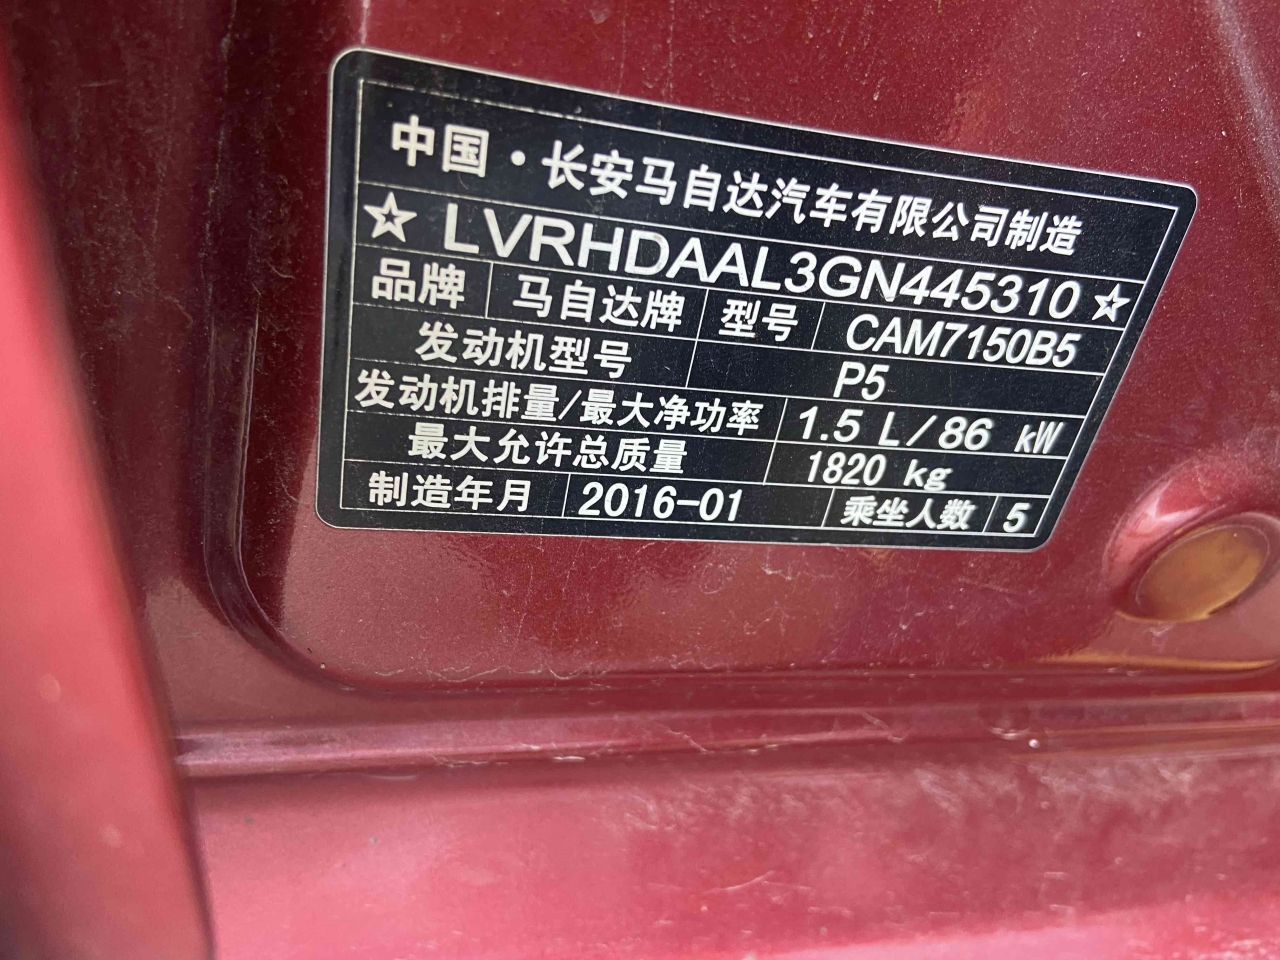 中国·长安马自达汽车有限公司制造
☆ LVRHDAAL3GN445310 ☆
品牌 马自达牌 型号 CAM7150B5
发动机型号 P5
发动机排量/最大净功率 1.5 L/86 kW
最大允许总质量 1820 kg
制造年月 2016-01 乘坐人数 5